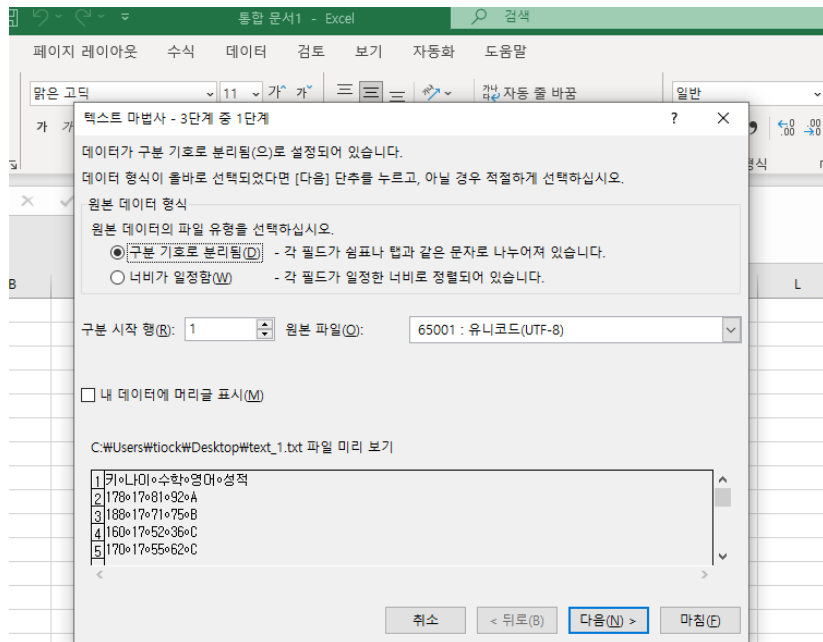 통합 문서1 - Excel
검색
페이지 레이아웃 수식 데이터 검토 보기 자동화 도움말
맑은 고딕 11 가 가 자동 줄 바꿈 일반
가
텍스트 마법사 - 3단계 중 1단계 ?
데이터가 구분 기호로 분리됨(으)로 설정되어 있습니다.
데이터 형식이 올바로 선택되었다면 [다음] 단추를 누르고, 아닐 경우 적절하게 선택하십시오.
원본 데이터 형식
원본 데이터의 파일 유형을 선택하십시오.
구분 기호로 분리됨(D) - 각 필드가 쉼표나 탭과 같은 문자로 나누어져 있습니다.
너비가 일정함(W) - 각 필드가 일정한 너비로 정렬되어 있습니다.
B L
구분 시작 행(R): 1 원본 파일(O): 65001 : 유니코드(UTF-8)
내 데이터에 머리글 표시(M)
C:₩Users₩tiock₩Desktop₩text_1.txt 파일 미리 보기
1 키∘나이∘수학∘영어∘성적
2 178∘17∘81∘92∘A
3 188∘17∘71∘75∘B
4 160∘17∘52∘36∘C
5 170∘17∘55∘62∘C
취소 < 뒤로(B) 다음(N) > 마침(F)